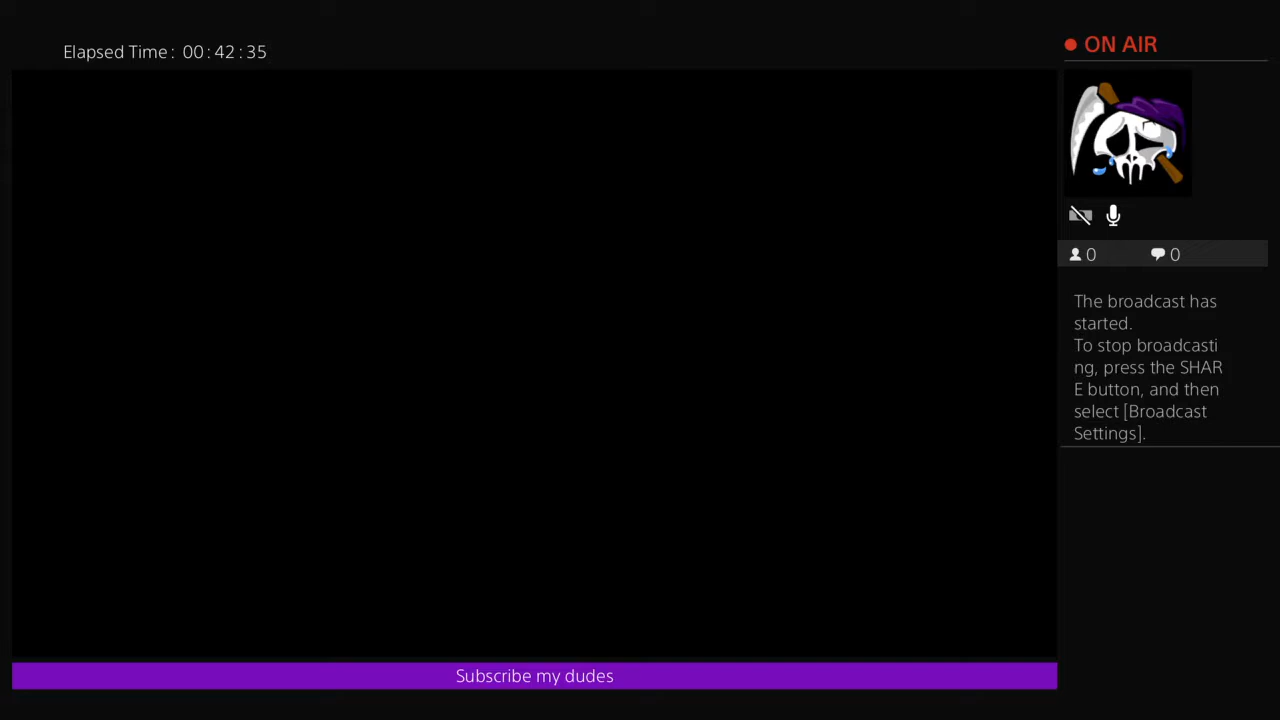 Elapsed Time: 00:42:35
ON AIR
0 0
The broadcast has
started.
To stop broadcasti
ng, press the SHAR
E button, and then
select [Broadcast
Settings].
Subscribe my dudes